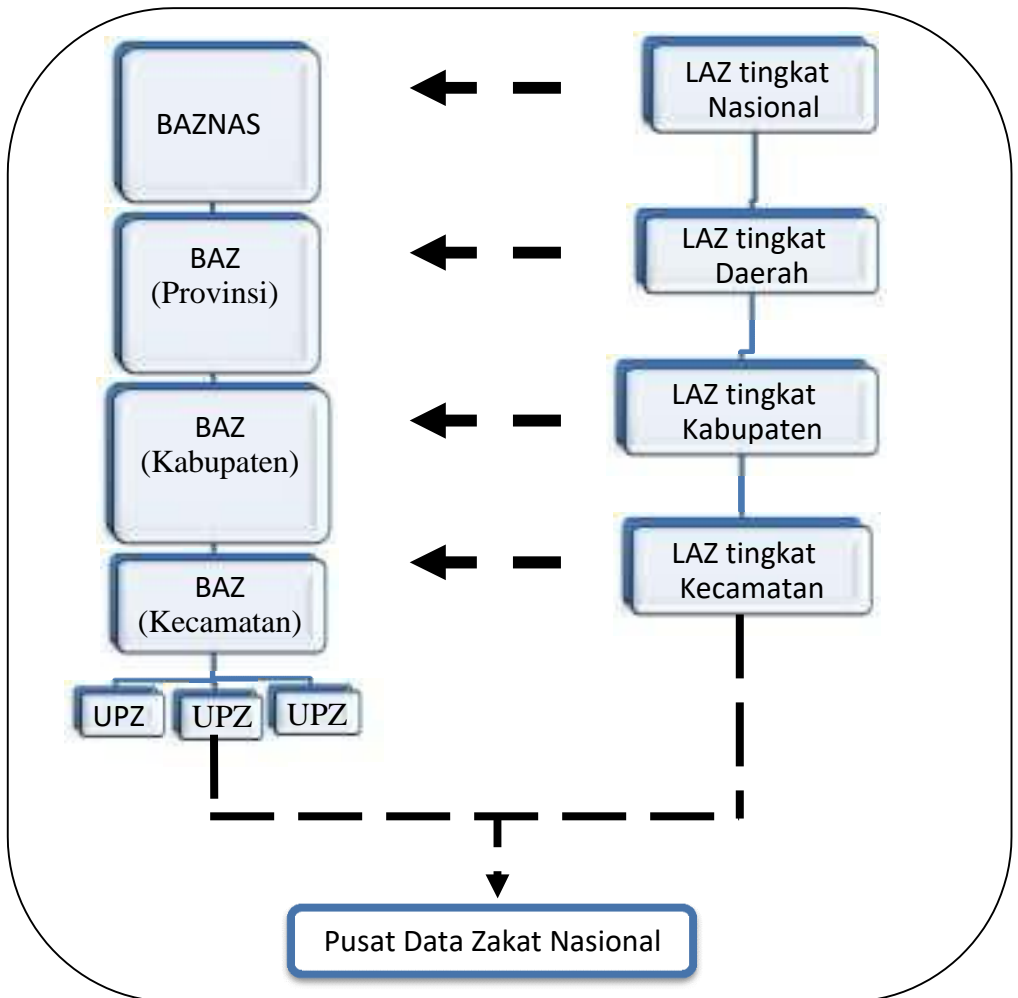 BAZNAS
LAZ tingkat
Nasional
BAZ
(Provinsi)
LAZ tingkat
Daerah
BAZ
(Kabupaten)
LAZ tingkat
Kabupaten
BAZ
(Kecamatan)
LAZ tingkat
Kecamatan
UPZ
UPZ
UPZ
Pusat Data Zakat Nasional